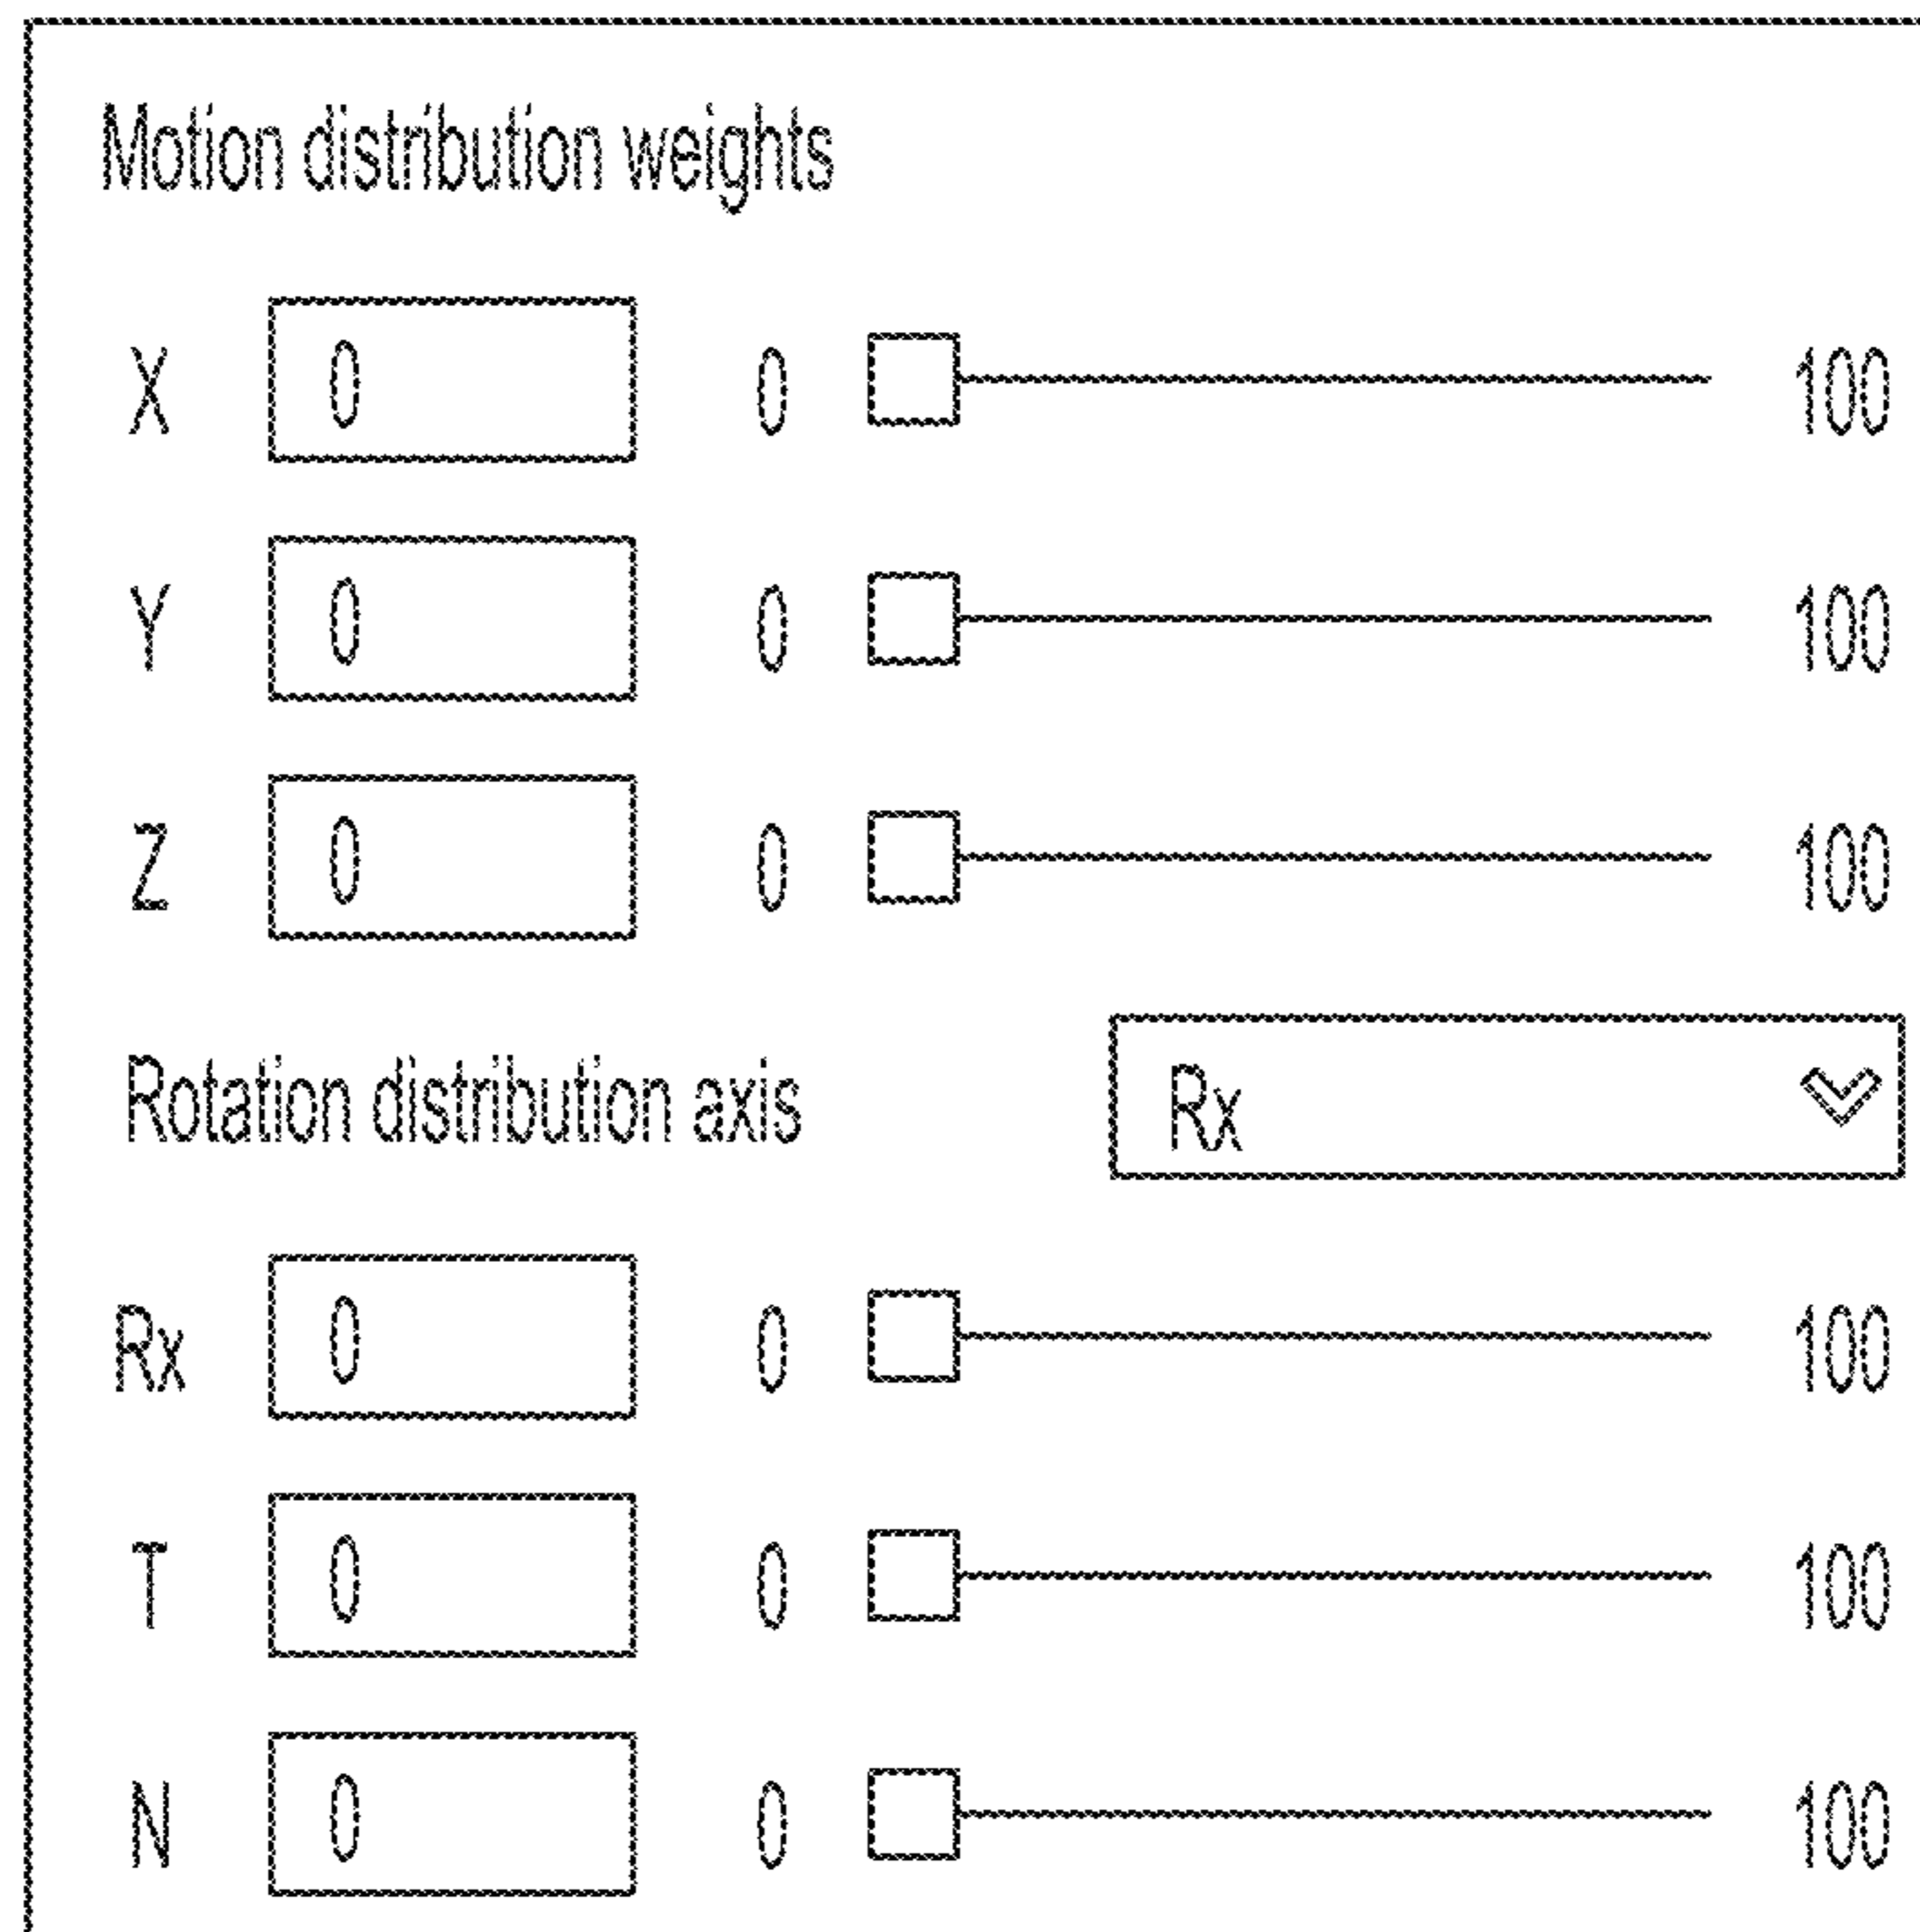 Motion distribution weights
X 0 0 100
Y 0 0 100
Z 0 0 100
Rotation distribution axis Rx
Rx 0 0 100
T 0 0 100
N 0 0 100